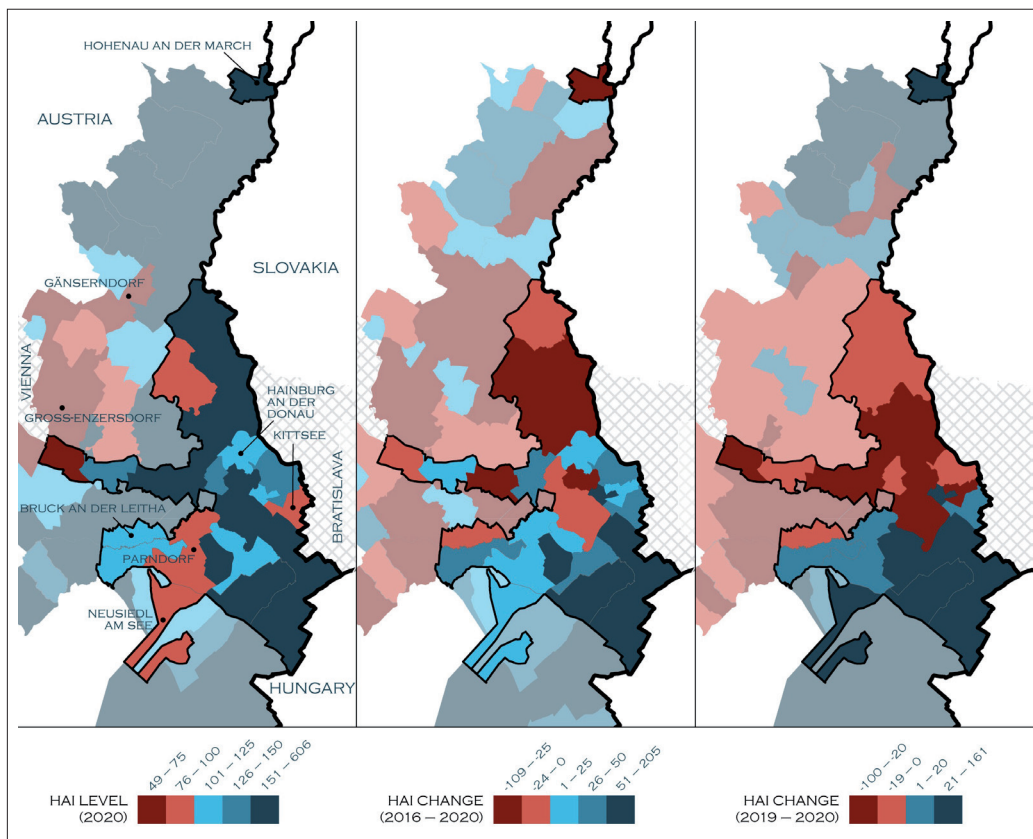 HOHENAU AN DER MARCH
AUSTRIA
SLOVAKIA
GÄNSERNDORF
VIENNA
HAINBURG
AN DER
DONAU
GROSS-ENZERSDORF
KITTSEE
BRATISLAVA
BRUCK AN DER LEITHA
PARNDORF
NEUSIEDL
AM SEE
HUNGARY
49 – 75
76 – 100
101 – 125
126 – 150
151 – 606
HAI LEVEL
(2020)
-109 – 25
-24 – 0
1 – 25
26 – 50
51 – 205
HAI CHANGE
(2016 – 2020)
-100 – 20
-19 – 0
1 – 20
21 – 161
HAI CHANGE
(2019 – 2020)